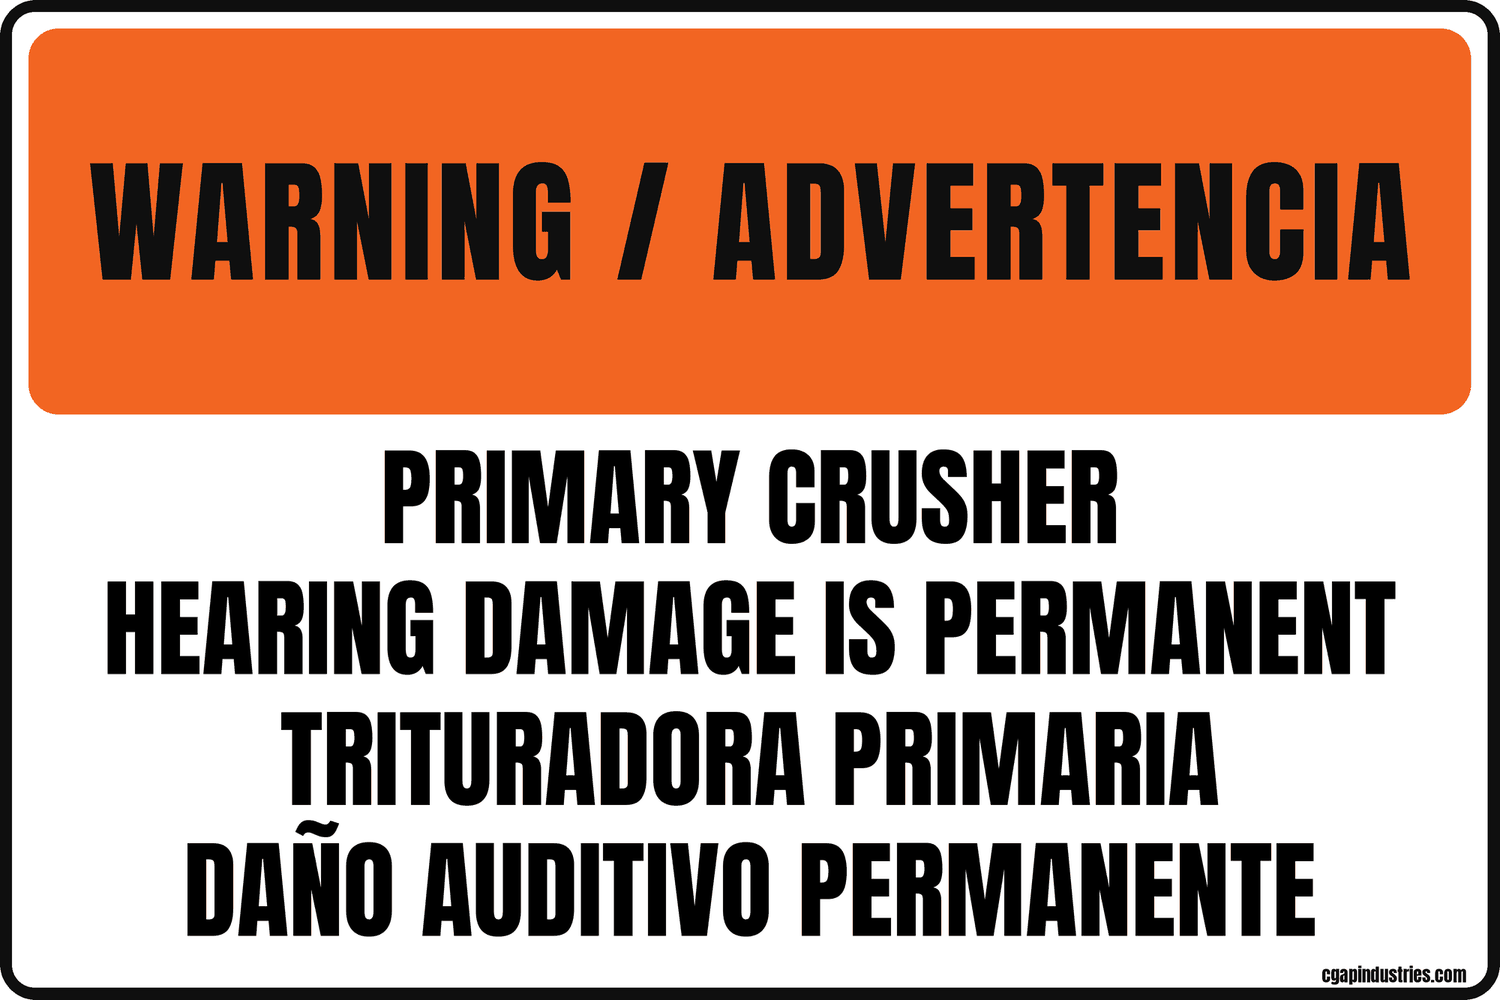 WARNING / ADVERTENCIA
PRIMARY CRUSHER
HEARING DAMAGE IS PERMANENT
TRITURADORA PRIMARIA
DAÑO AUDITIVO PERMANENTE
cgapindustries.com